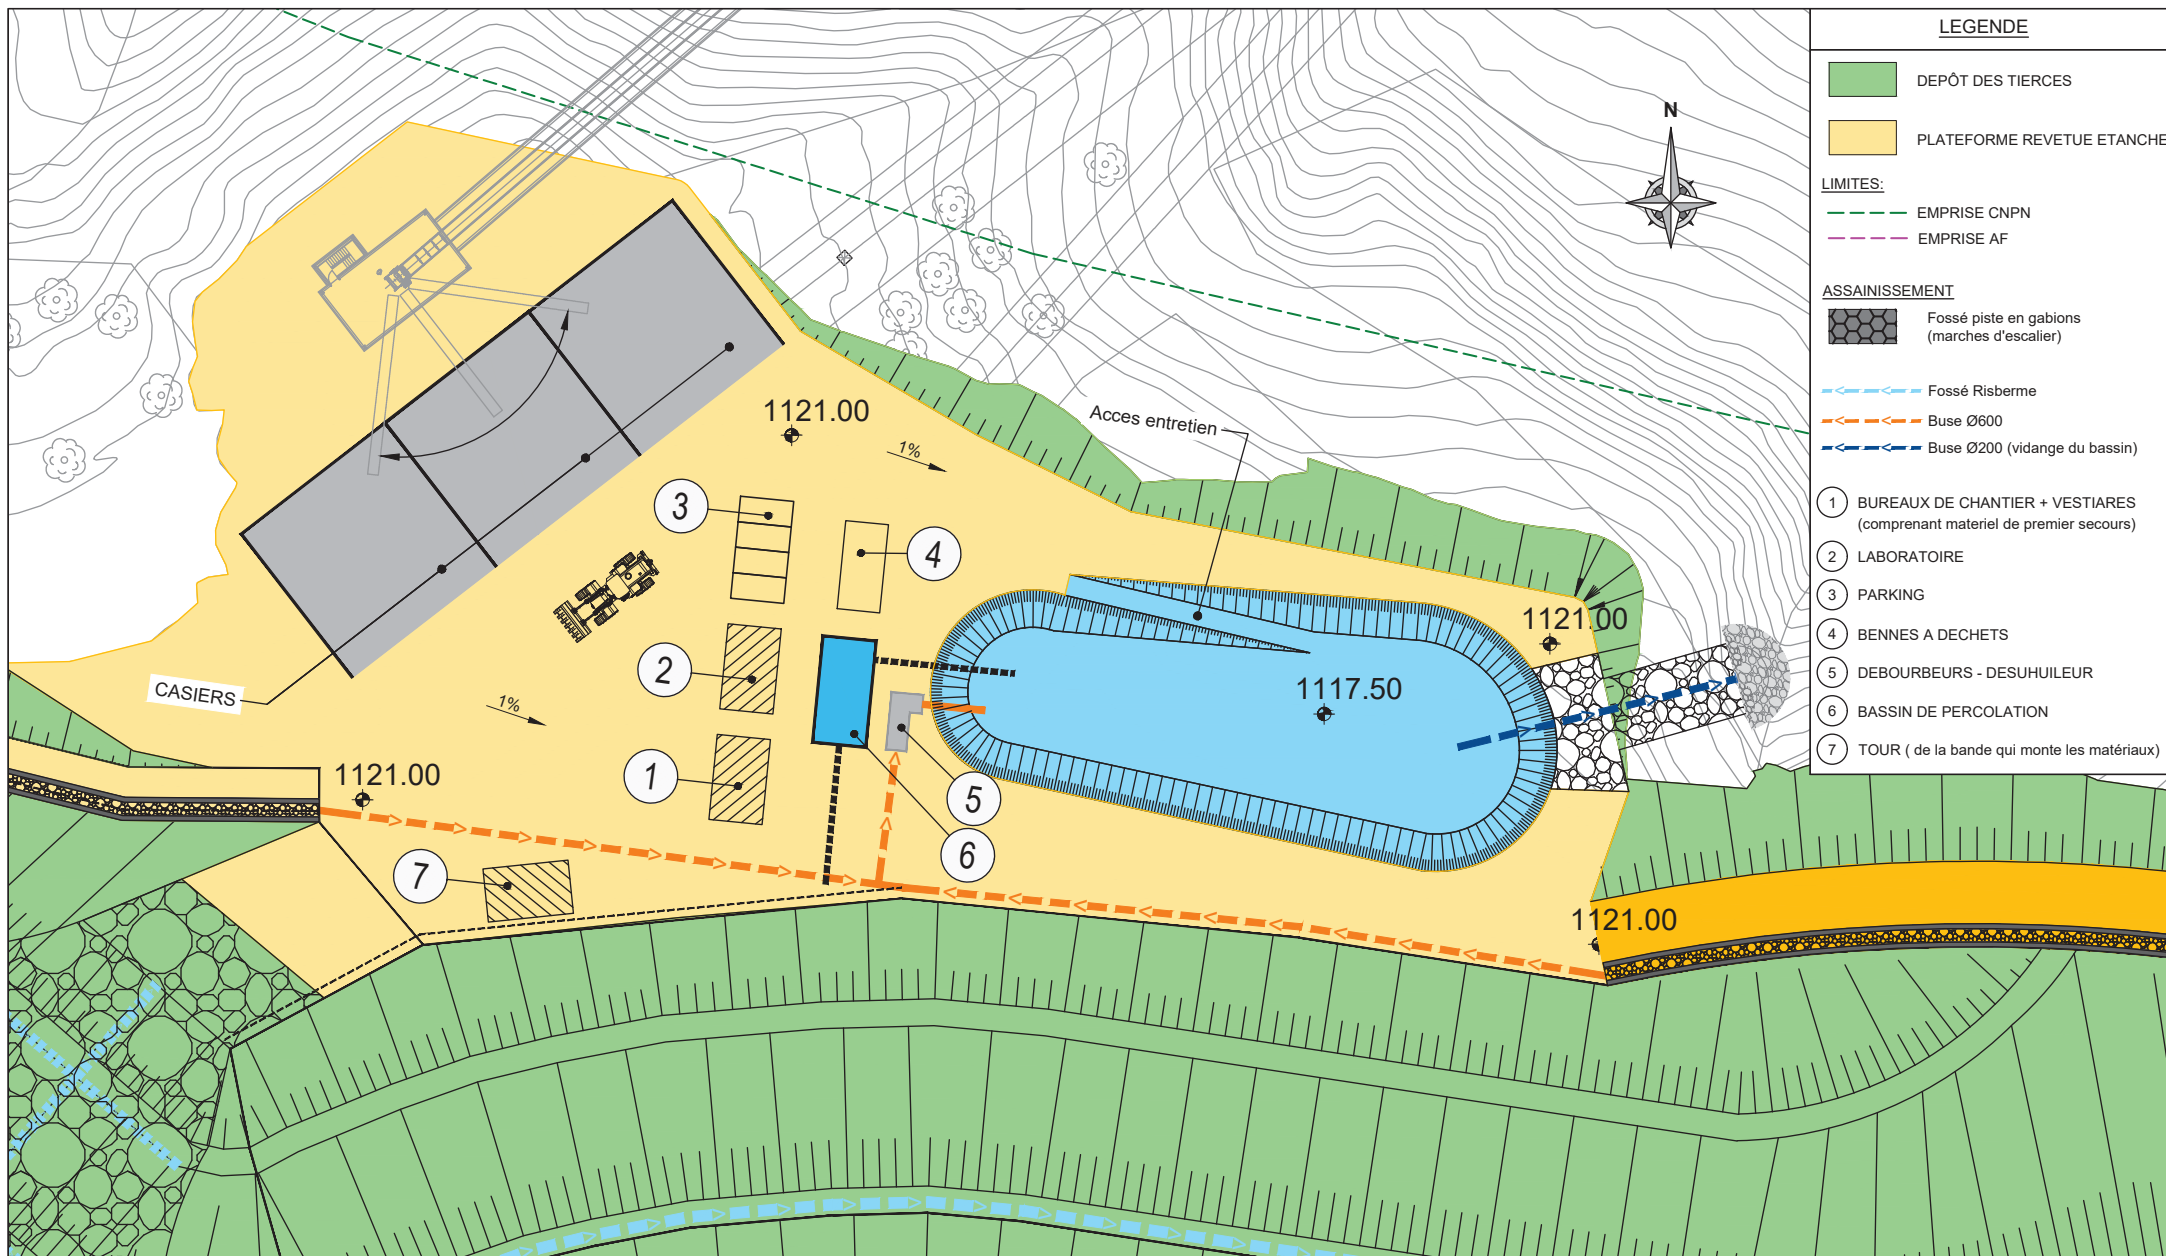 LEGENDE
DEPÔT DES TIERCES
PLATEFORME REVETUE ETANCHE
LIMITES:
EMPRISE CNPN
EMPRISE AF
ASSAINISSEMENT
Fossé piste en gabions
(marches d'escalier)
Fossé Risberme
Buse Ø600
Buse Ø200 (vidange du bassin)
1 BUREAUX DE CHANTIER + VESTIARES
(comprenant materiel de premier secours)
2 LABORATOIRE
3 PARKING
4 BENNES A DECHETS
5 DEBOURBEURS - DESUHUILEUR
6 BASSIN DE PERCOLATION
7 TOUR ( de la bande qui monte les matériaux)
N
1121.00
Acces entretien
1%
3
4
1121.00
2
CASIERS
1117.50
1%
1121.00
1
5
6
7
1121.00